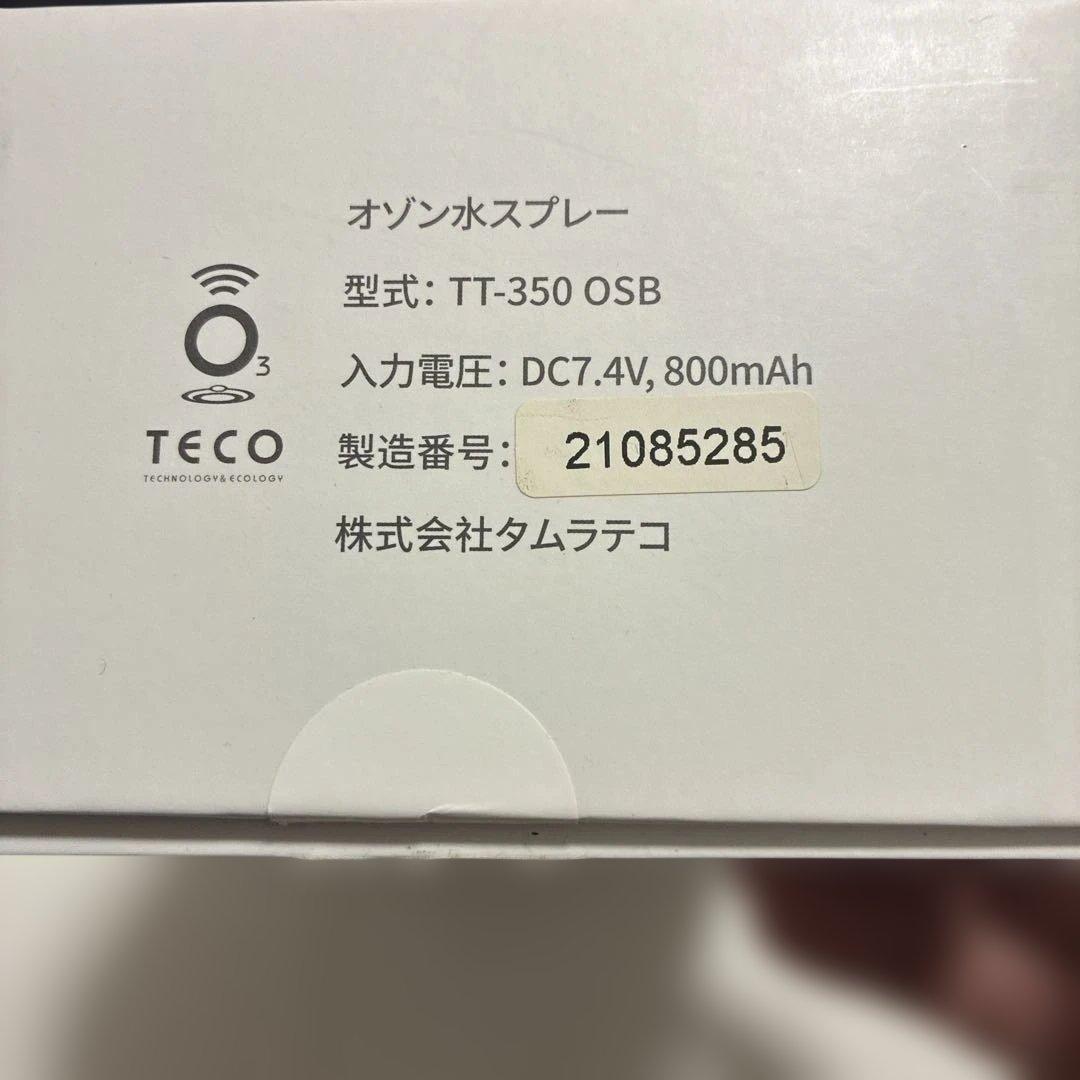 オゾン水スプレー
型式: TT-350 OSB
入力電圧: DC7.4V, 800mAh
製造番号: 21085285
株式会社タムラテコ
O3
TECO
TECHNOLOGY & ECOLOGY